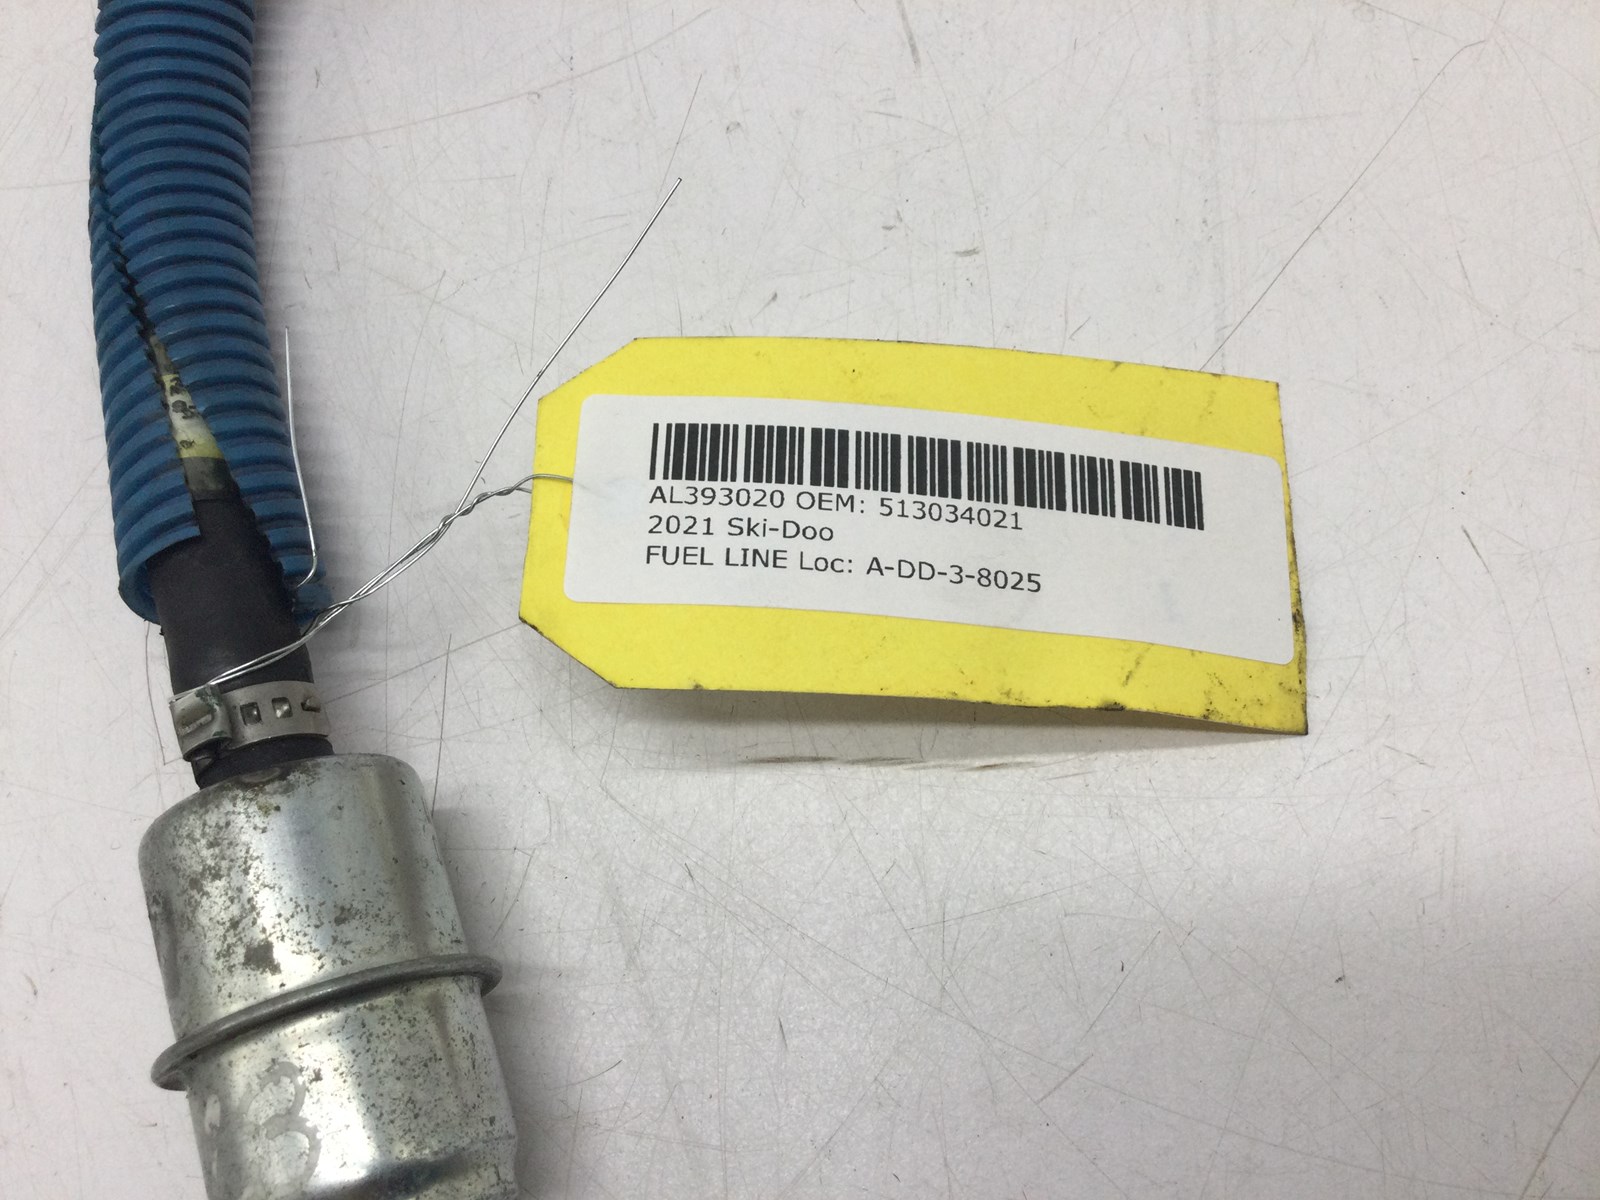 AL393020 OEM: 513034021
2021 Ski-Doo
FUEL LINE Loc: A-DD-3-8025